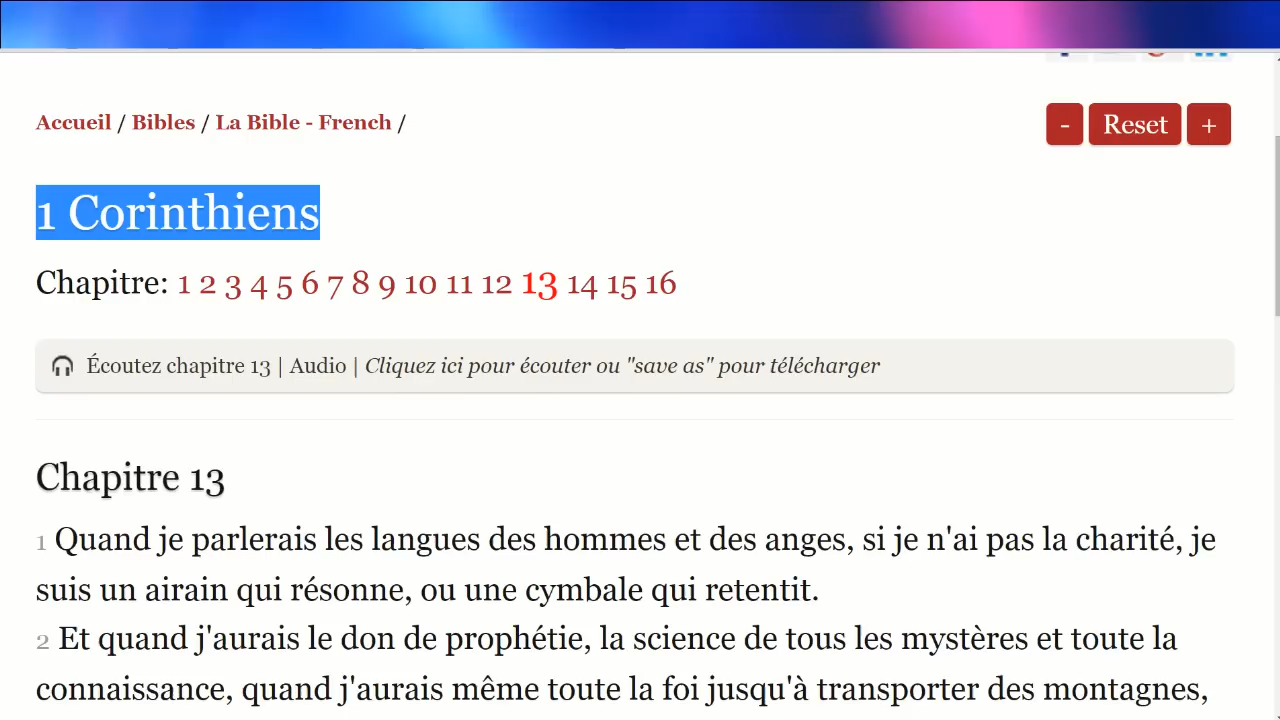 Accueil / Bibles / La Bible - French /
- Reset +
1 Corinthiens
Chapitre: 1 2 3 4 5 6 7 8 9 10 11 12 13 14 15 16
Écoutez chapitre 13 | Audio | Cliquez ici pour écouter ou "save as" pour télécharger
Chapitre 13
1 Quand je parlerais les langues des hommes et des anges, si je n'ai pas la charité, je
suis un airain qui résonne, ou une cymbale qui retentit.
2 Et quand j'aurais le don de prophétie, la science de tous les mystères et toute la
connaissance, quand j'aurais même toute la foi jusqu'à transporter des montagnes,